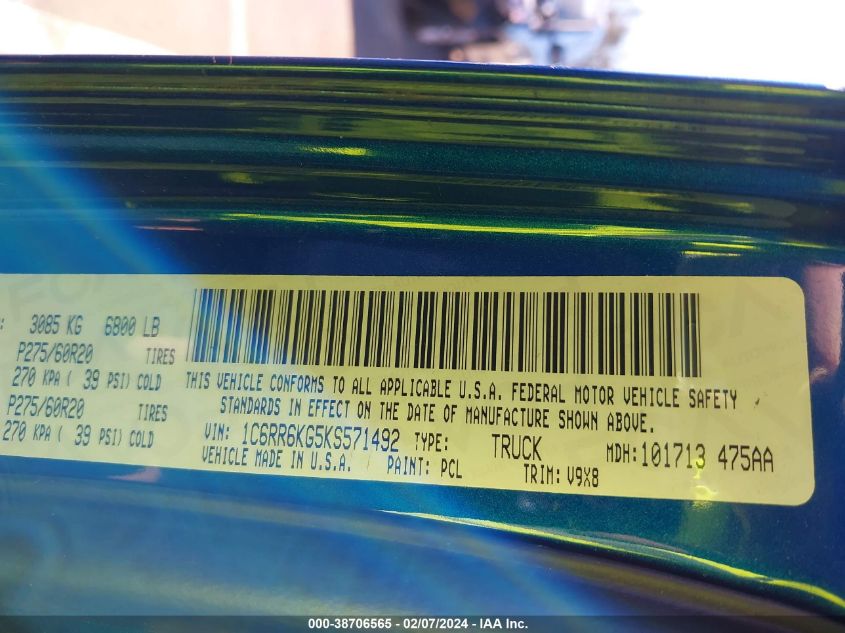 : 3085 KG 6800 LB
P275/60R20 TIRES
270 KPA ( 39 PSI) COLD
P275/60R20 TIRES
270 KPA ( 39 PSI) COLD
THIS VEHICLE CONFORMS TO ALL APPLICABLE U.S.A. FEDERAL MOTOR VEHICLE SAFETY
STANDARDS IN EFFECT ON THE DATE OF MANUFACTURE SHOWN ABOVE.
VIN: 1C6RR6KG5KS571492 TYPE: TRUCK MDH:101713 475AA
VEHICLE MADE IN U.S.A. PAINT: PCL TRIM: V9X8
000-38706565 - 02/07/2024 - IAA Inc.